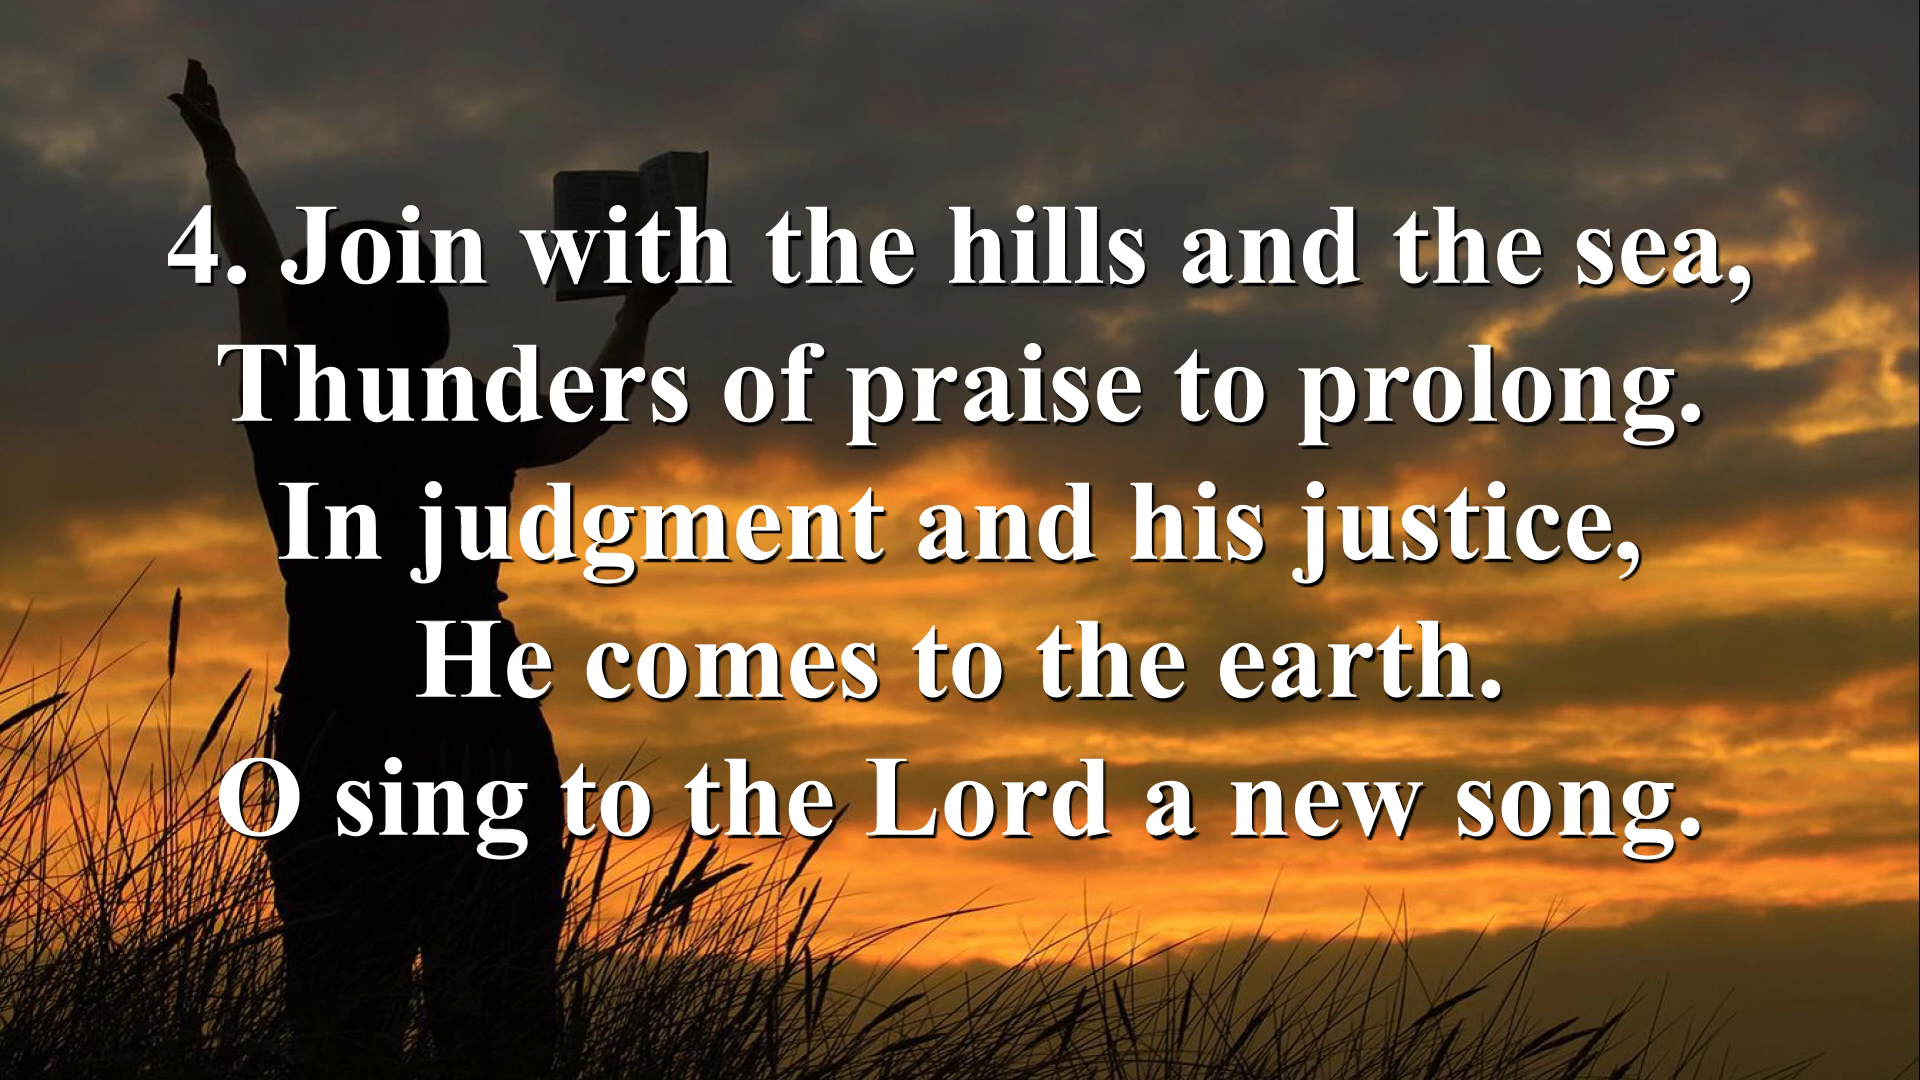 4. Join with the hills and the sea,
Thunders of praise to prolong.
In judgment and his justice,
He comes to the earth.
O sing to the Lord a new song.